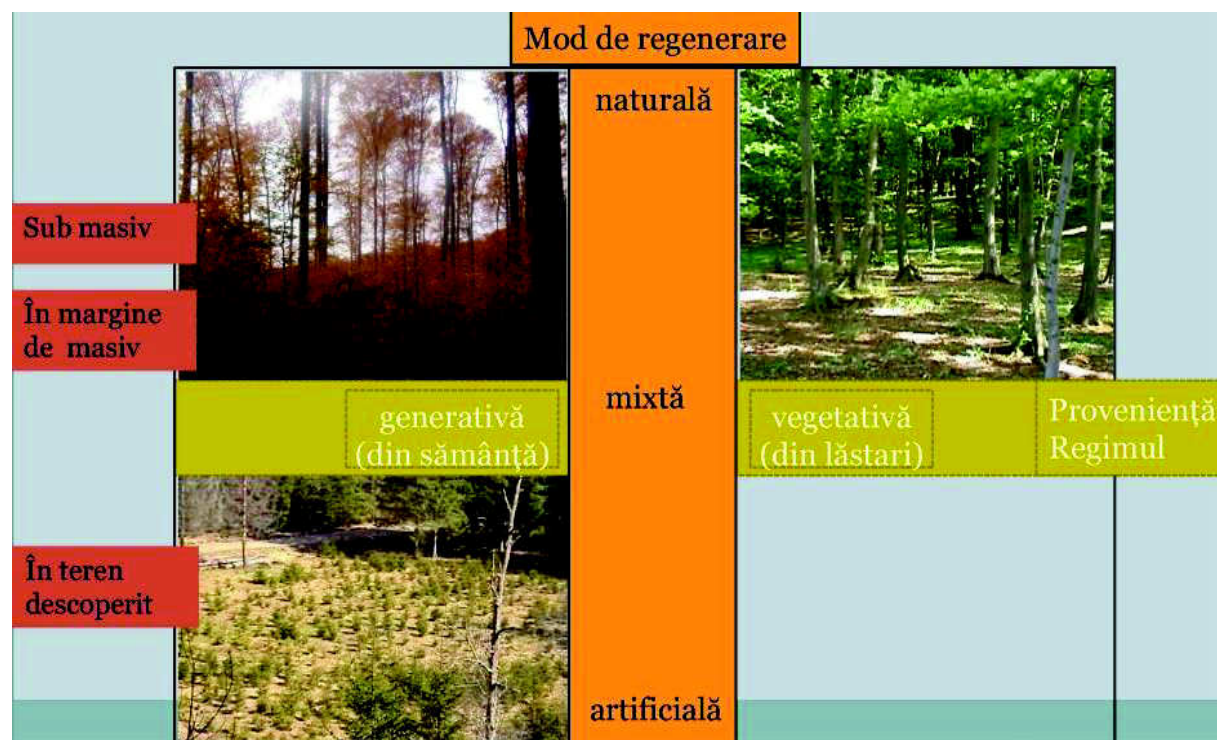 Mod de regenerare
naturală
Sub masiv
În margine
de masiv
mixtă
generativă
(din sămânță)
vegetativă
(din lăstari)
Proveniență
Regimul
În teren
descoperit
artificială